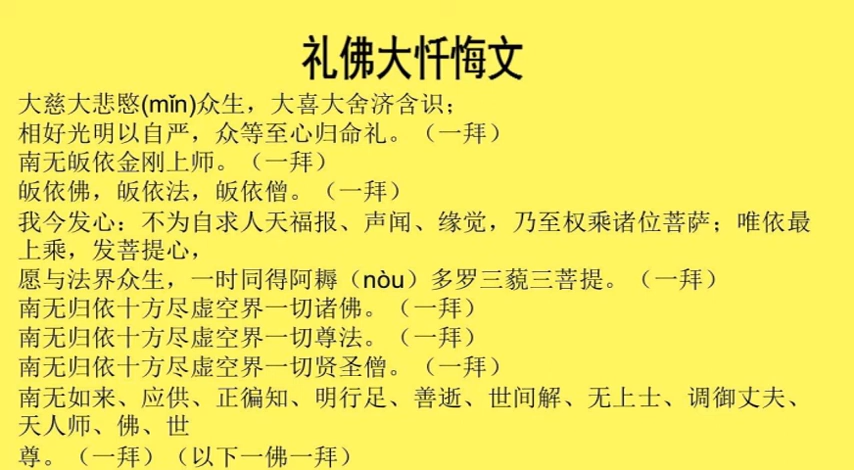 礼佛大忏悔文
大慈大悲愍(mǐn)众生，大喜大舍济含识；
相好光明以自严，众等至心归命礼。（一拜）
南无皈依金刚上师。（一拜）
皈依佛，皈依法，皈依僧。（一拜）
我今发心：不为自求人天福报、声闻、缘觉，乃至权乘诸位菩萨；唯依最
上乘，发菩提心，
愿与法界众生，一时同得阿耨（nòu）多罗三藐三菩提。（一拜）
南无归依十方尽虚空界一切诸佛。（一拜）
南无归依十方尽虚空界一切尊法。（一拜）
南无归依十方尽虚空界一切贤圣僧。（一拜）
南无如来、应供、正徧知、明行足、善逝、世间解、无上士、调御丈夫、
天人师、佛、世
尊。（一拜）（以下一佛一拜）